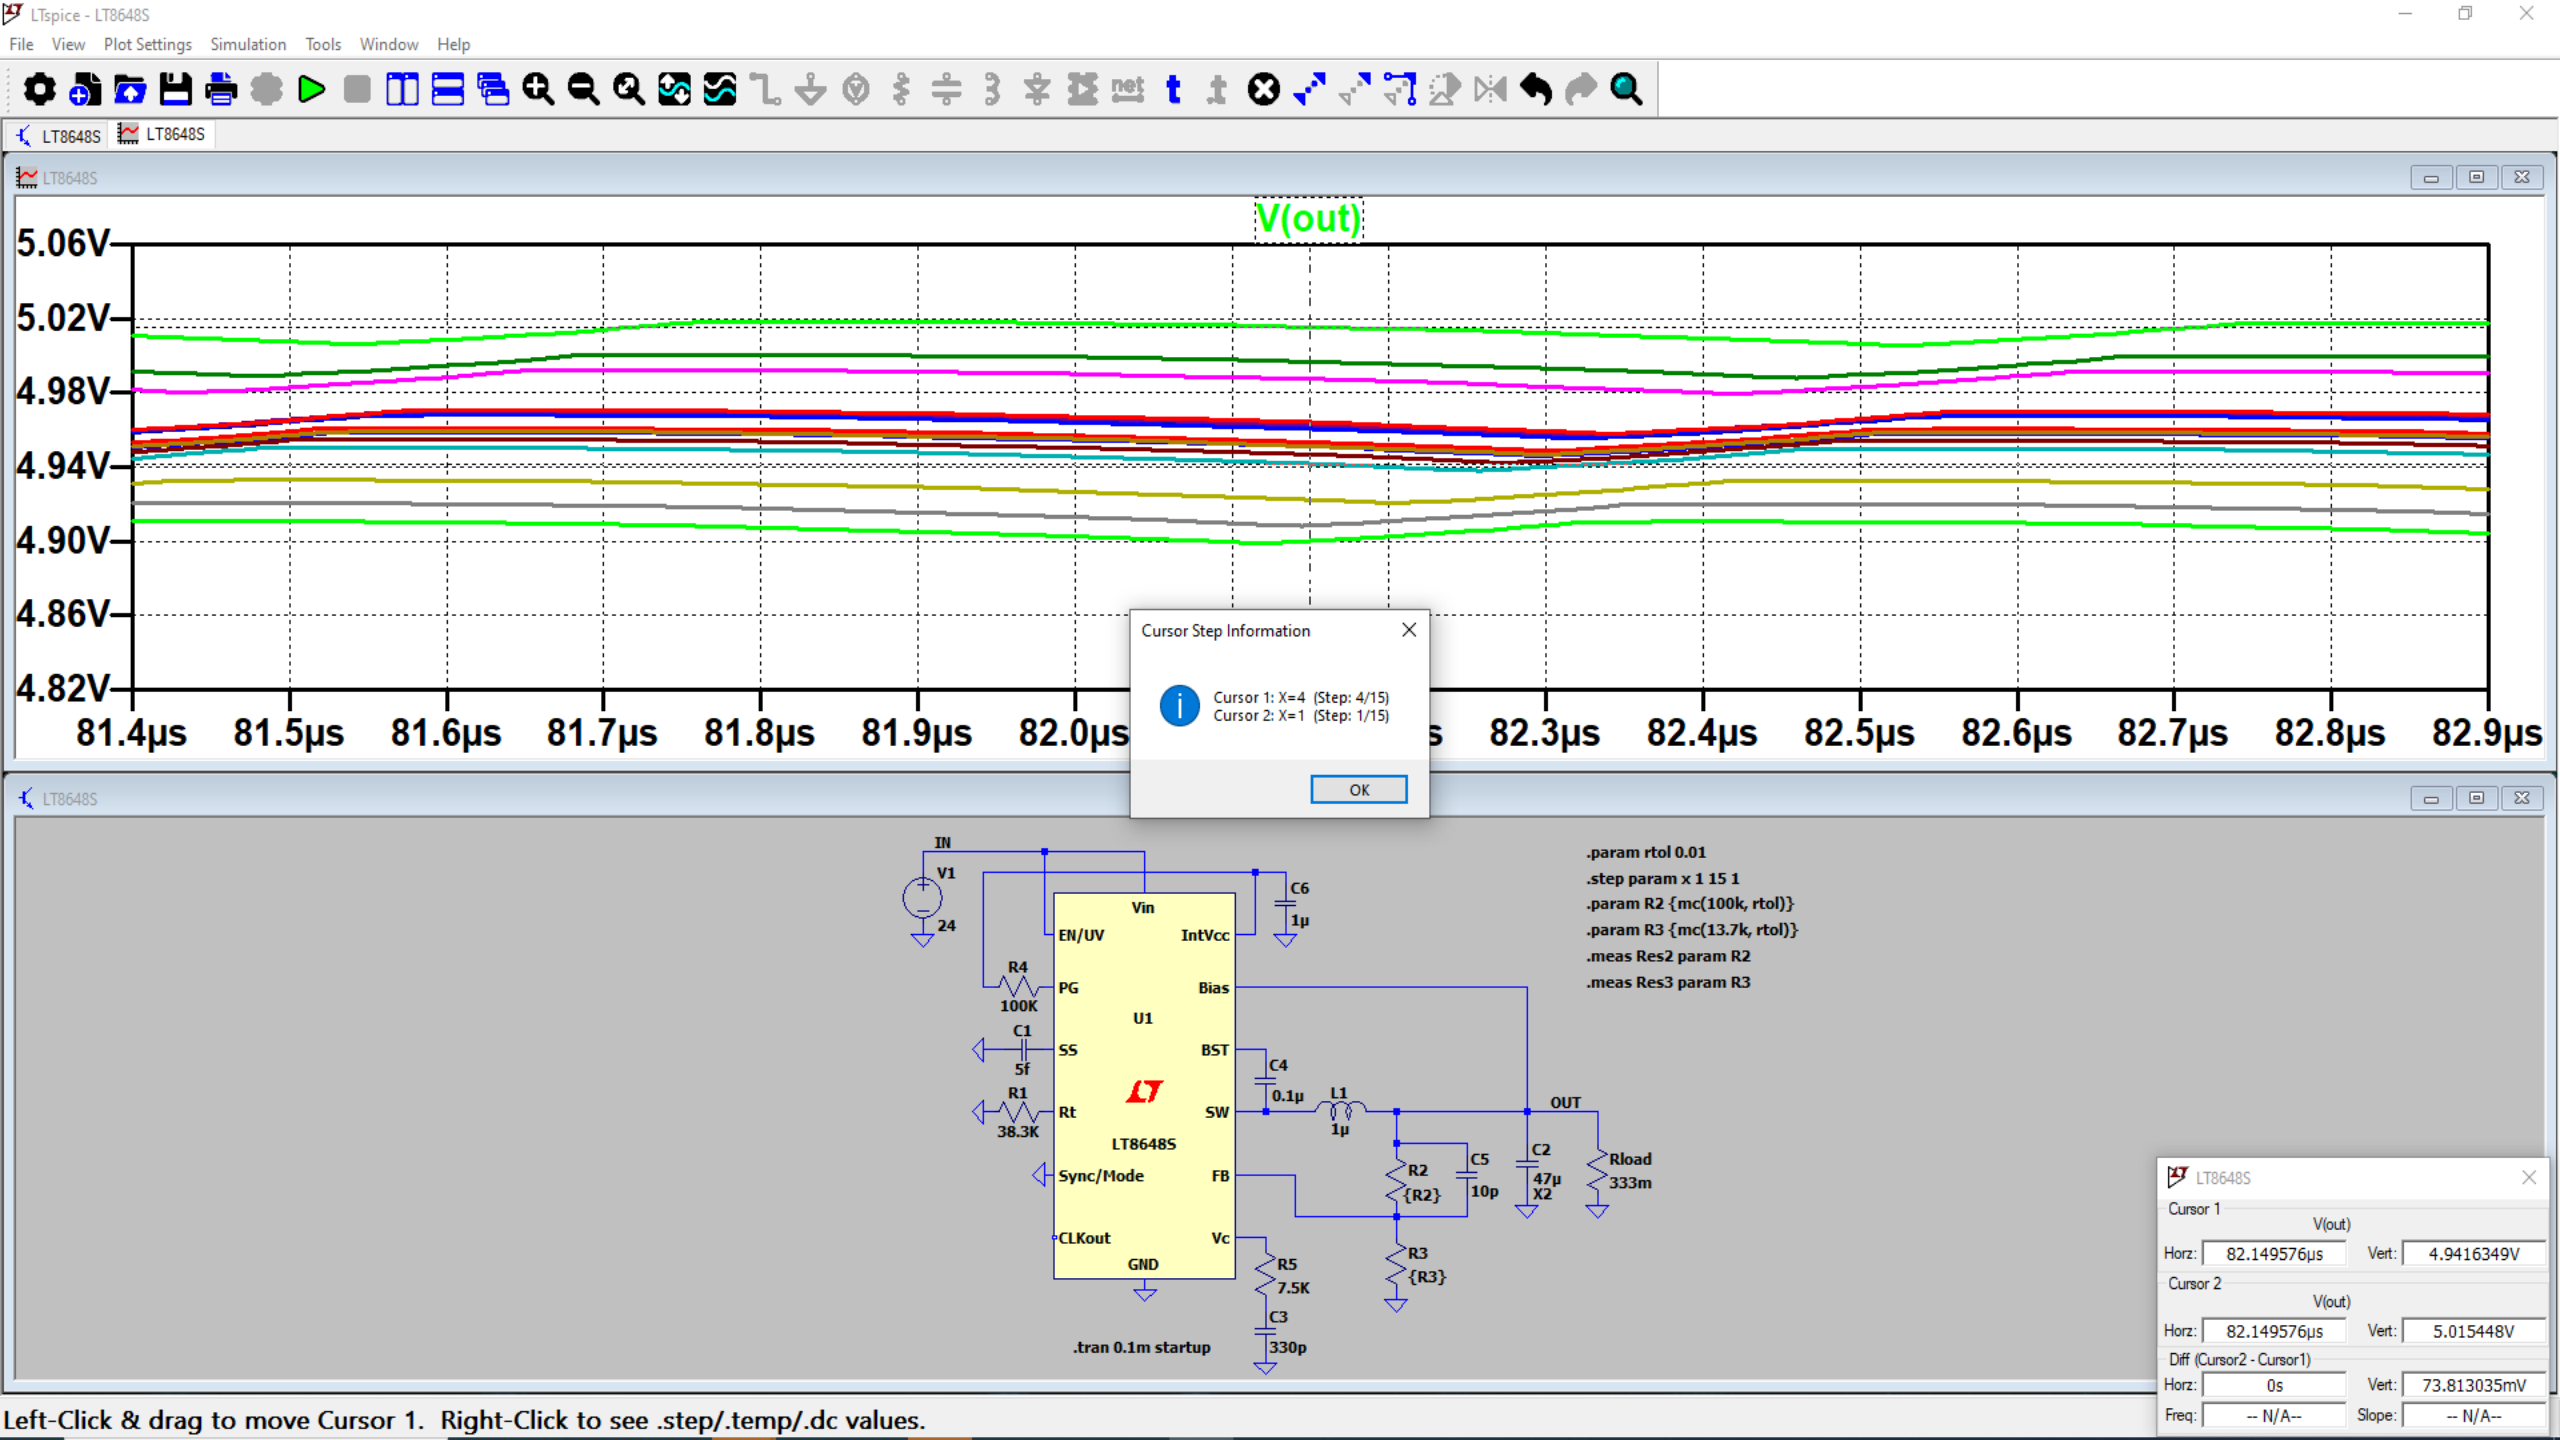 LTspice - LT8648S
File View Plot Settings Simulation Tools Window Help
net t .t
LT8648S LT8648S
LT8648S
V(out)
5.06V
5.02V
4.98V
4.94V
4.90V
4.86V
4.82V
81.4µs 81.5µs 81.6µs 81.7µs 81.8µs 81.9µs 82.0µs s 82.3µs 82.4µs 82.5µs 82.6µs 82.7µs 82.8µs 82.9µs
Cursor Step Information
Cursor 1: X=4 (Step: 4/15)
Cursor 2: X=1 (Step: 1/15)
OK
LT8648S
IN
V1
24
C6
1µ
Vin
EN/UV
IntVcc
R4
100K
PG
Bias
U1
C1
5f
SS
BST
C4
0.1µ
R1
38.3K
Rt
SW
L1
1µ
OUT
LT8648S
Sync/Mode
FB
R2
{R2}
C5
10p
C2
47µ
X2
Rload
333m
CLKout
Vc
GND
R3
{R3}
R5
7.5K
C3
330p
.tran 0.1m startup
.param rtol 0.01
.step param x 1 15 1
.param R2 {mc(100k, rtol)}
.param R3 {mc(13.7k, rtol)}
.meas Res2 param R2
.meas Res3 param R3
LT8648S
Cursor 1
V(out)
Horz: 82.149576µs Vert: 4.9416349V
Cursor 2
V(out)
Horz: 82.149576µs Vert: 5.015448V
Diff (Cursor2 - Cursor1)
Horz: 0s Vert: 73.813035mV
Freq: -- N/A-- Slope: -- N/A--
Left-Click & drag to move Cursor 1. Right-Click to see .step/.temp/.dc values.